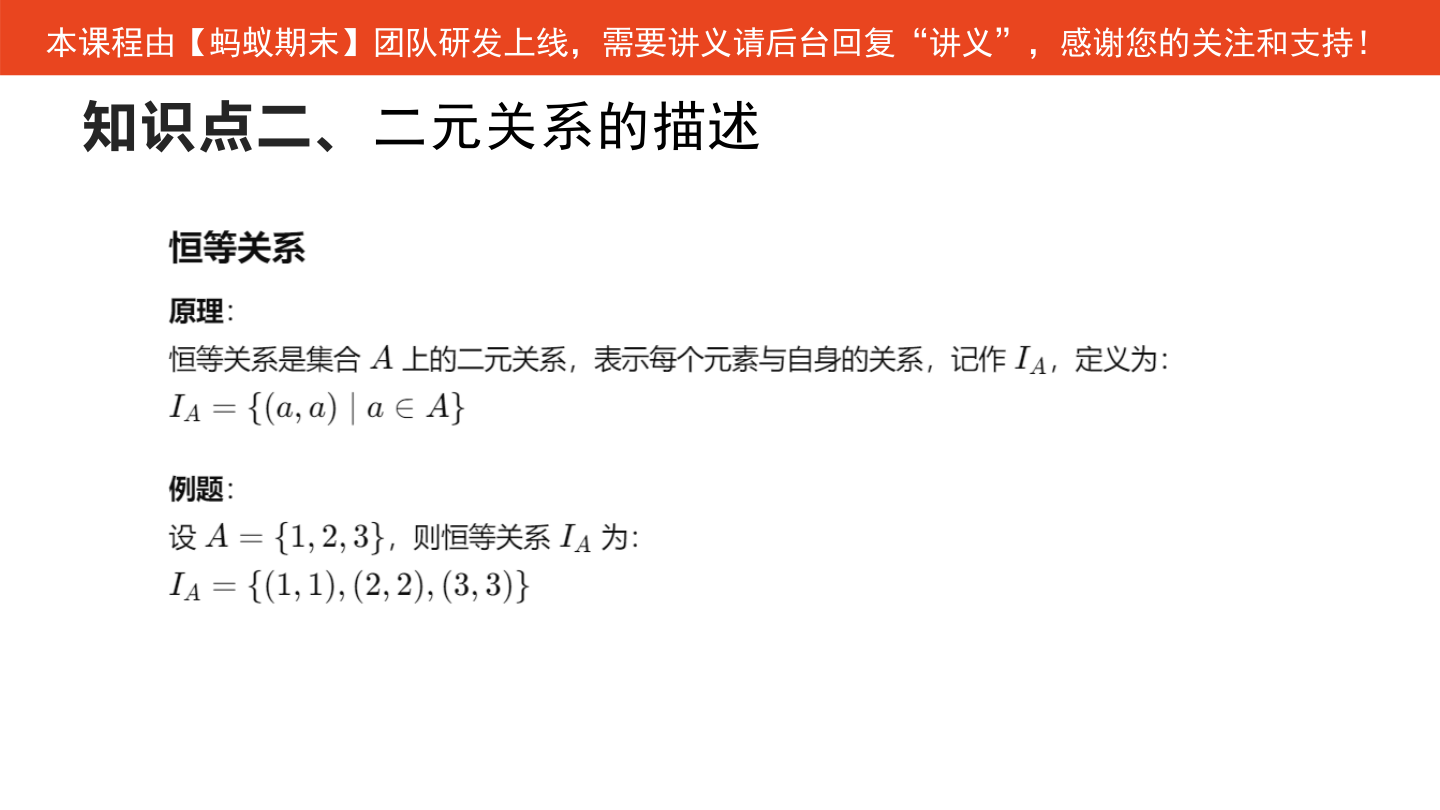 本课程由【蚂蚁期末】团队研发上线，需要讲义请后台回复“讲义”，感谢您的关注和支持！
知识点二、二元关系的描述
恒等关系
原理：
恒等关系是集合 A 上的二元关系，表示每个元素与自身的关系，记作 I_A，定义为：
I_A = {(a, a) | a ∈ A}
例题：
设 A = {1, 2, 3}，则恒等关系 I_A 为：
I_A = {(1, 1), (2, 2), (3, 3)}